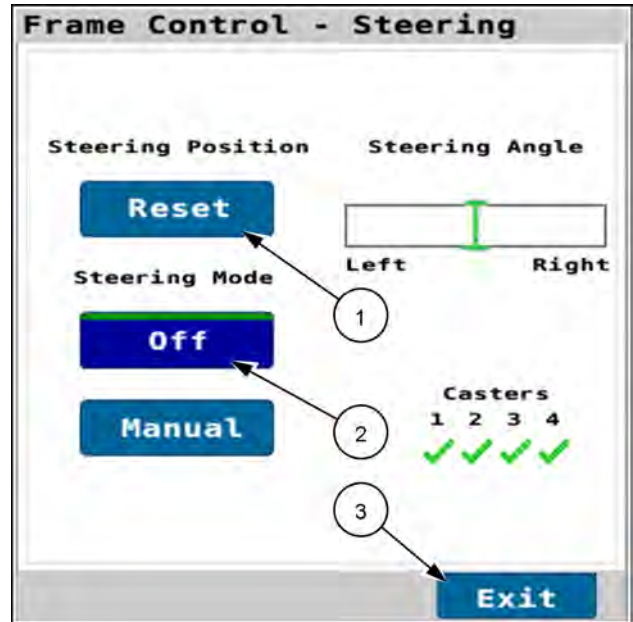 Frame Control - Steering
Steering Position
Steering Angle
Reset
Left
Right
Steering Mode
1
Off
Casters
1 2 3 4
Manual
2
3
Exit